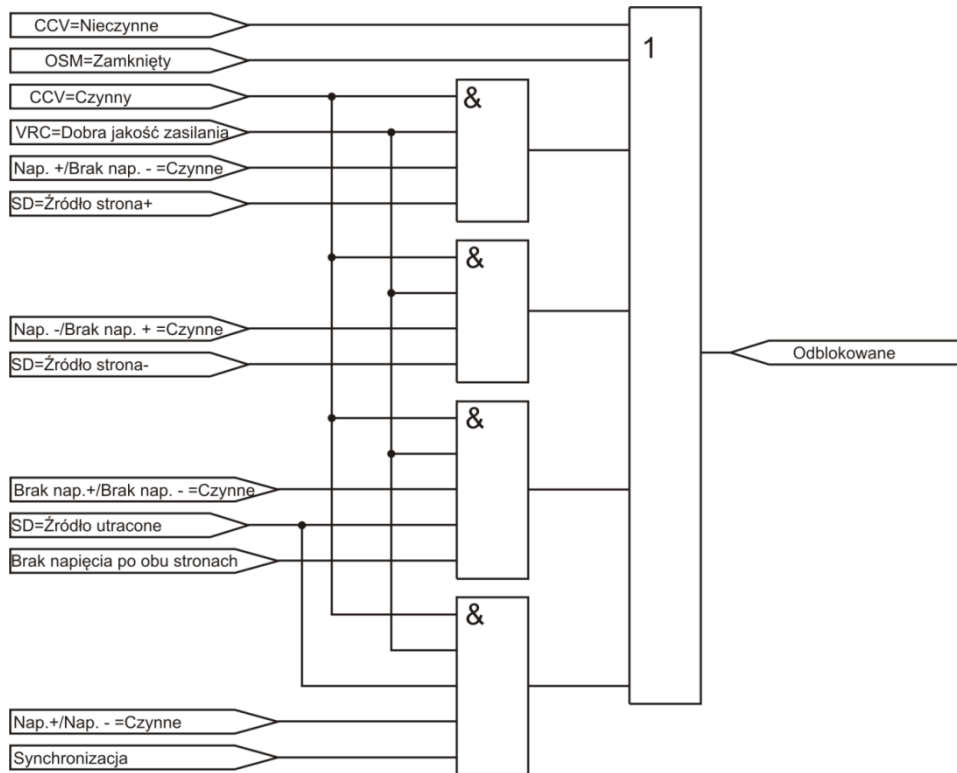 CCV=Nieczynne
1
OSM=Zamknięty
CCV=Czynny
&
VRC=Dobra jakość zasilania
Nap. +/Brak nap. - =Czynne
SD=Źródło strona+
&
Nap. -/Brak nap. + =Czynne
SD=Źródło strona-
Odblokowane
&
Brak nap.+/Brak nap. - =Czynne
SD=Źródło utracone
Brak napięcia po obu stronach
&
Nap.+/Nap. - =Czynne
Synchronizacja